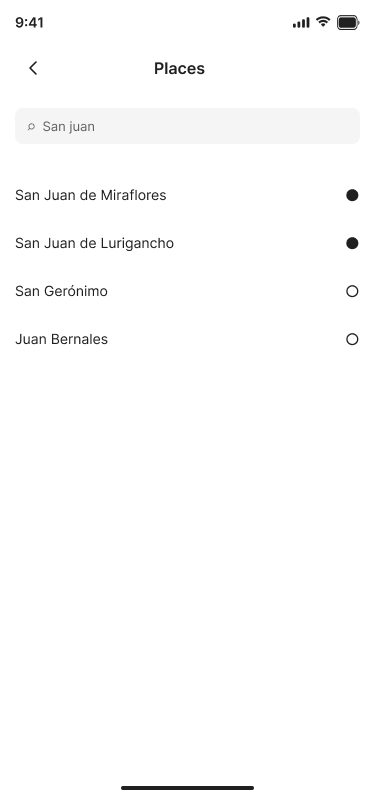 9:41
Places
San juan
San Juan de Miraflores
San Juan de Lurigancho
San Gerónimo
Juan Bernales